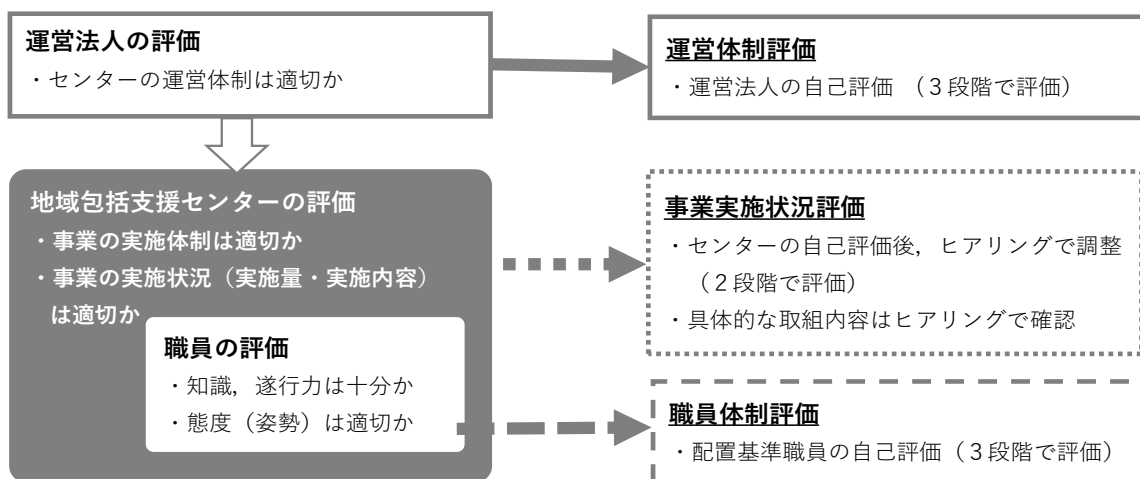 運営法人の評価
・センターの運営体制は適切か
運営体制評価
・運営法人の自己評価 （３段階で評価）
地域包括支援センターの評価
・事業の実施体制は適切か
・事業の実施状況（実施量・実施内容）
は適切か
職員の評価
・知識，遂行力は十分か
・態度（姿勢）は適切か
事業実施状況評価
・センターの自己評価後，ヒアリングで調整
（２段階で評価）
・具体的な取組内容はヒアリングで確認
職員体制評価
・配置基準職員の自己評価（３段階で評価）